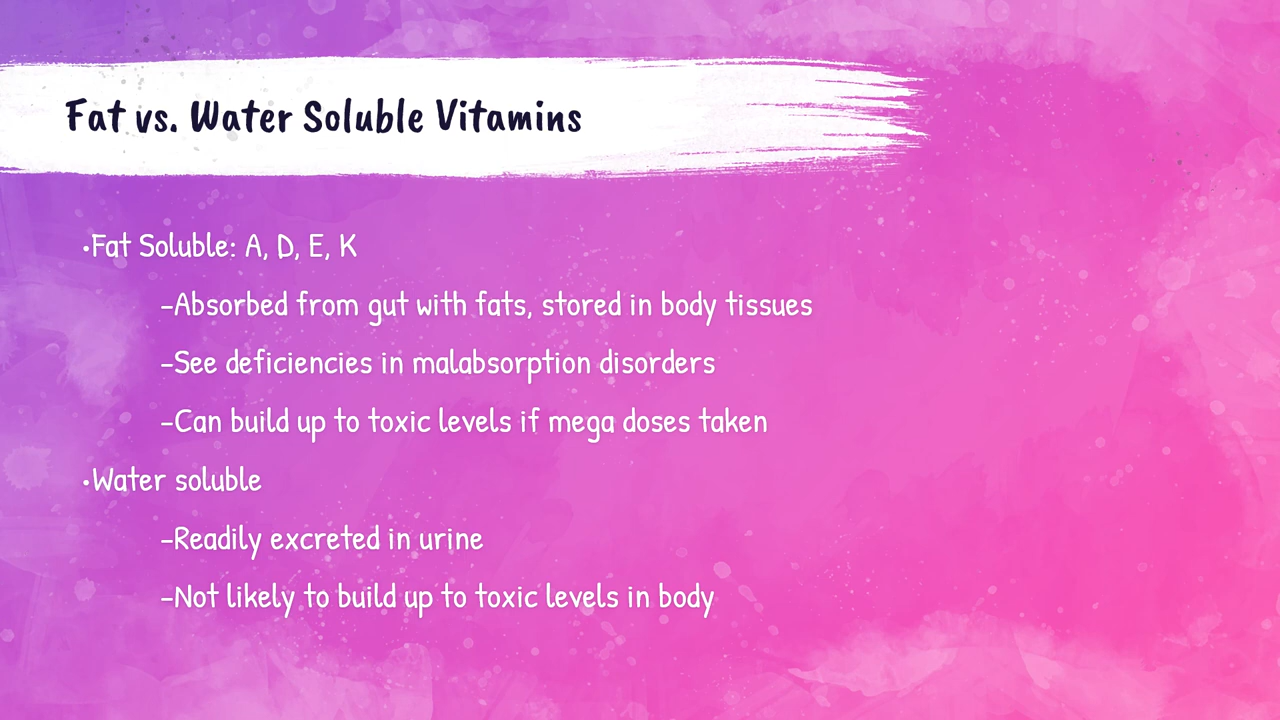 Fat vs. Water Soluble Vitamins
•Fat Soluble: A, D, E, K
–Absorbed from gut with fats, stored in body tissues
–See deficiencies in malabsorption disorders
–Can build up to toxic levels if mega doses taken
•Water soluble
–Readily excreted in urine
–Not likely to build up to toxic levels in body